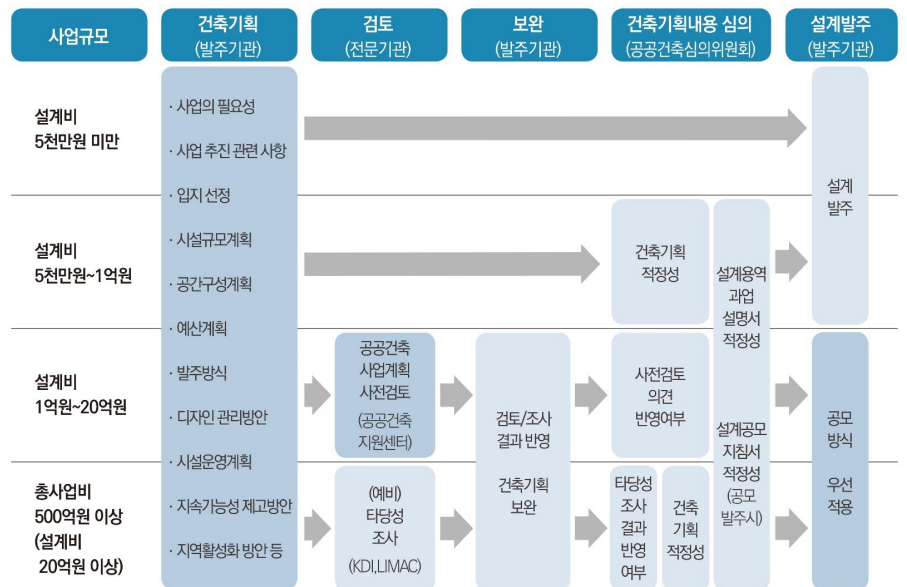 사업규모
건축기획
(발주기관)
검토
(전문기관)
보완
(발주기관)
건축기획내용 심의
(공공건축심의위원회)
설계발주
(발주기관)
설계비
5천만원 미만
설계비
5천만원~1억원
설계비
1억원~20억원
총사업비
500억원 이상
(설계비
20억원 이상)
· 사업의 필요성
· 사업 추진 관련 사항
· 입지 선정
· 시설규모계획
· 공간구성계획
· 예산계획
· 발주방식
· 디자인 관리방안
· 시설운영계획
· 지속가능성 제고방안
· 지역활성화 방안 등
공공건축
사업계획
사전검토
(공공건축
지원센터)
(예비)
타당성
조사
(KDI,LIMAC)
검토/조사
결과 반영
건축기획
보완
건축기획
적정성
사전검토
의견
반영여부
타당성
조사
결과
반영
여부
건축
기획
적정성
설계용역
과업
설명서
적정성
설계공모
지침서
적정성
(공모
발주시)
설계
발주
공모
방식
우선
적용